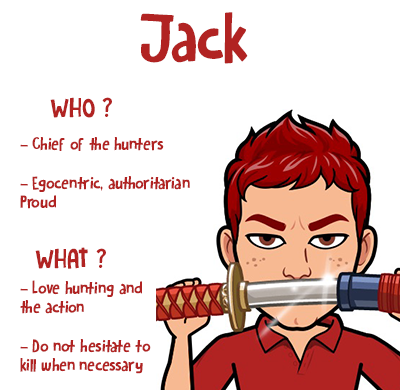 Jack
WHO ?
– Chief of the hunters
– Egocentric, authoritarian
Proud
WHAT ?
– Love hunting and
the action
– Do not hesitate to
kill when necessary